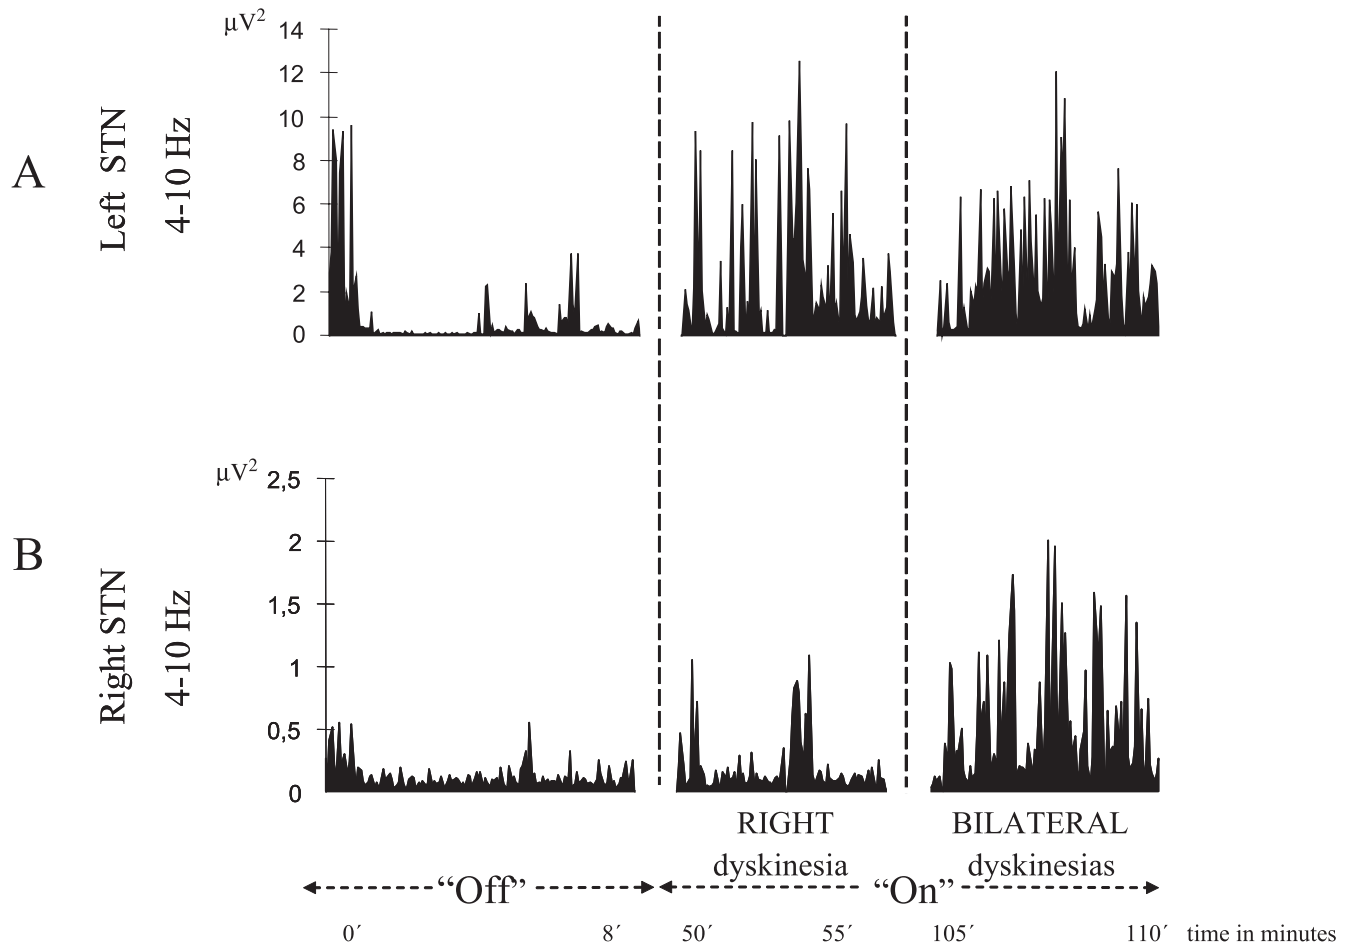 A
Left STN
4-10 Hz
µV²
14
12
10
8
6
4
2
0
B
Right STN
4-10 Hz
µV²
2,5
2
1,5
1
0,5
0
RIGHT
dyskinesia
BILATERAL
dyskinesias
“Off”
“On”
0´ 8´ 50´ 55´ 105´ 110´ time in minutes